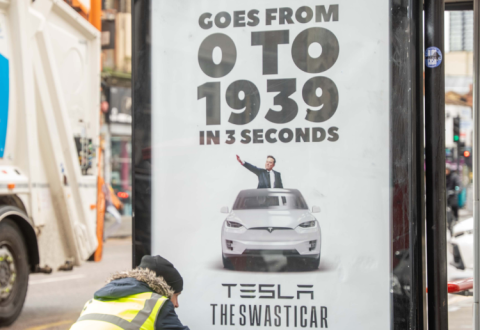 GOES FROM
0 TO
1939
IN 3 SECONDS
TESLA
THE SWASTICAR